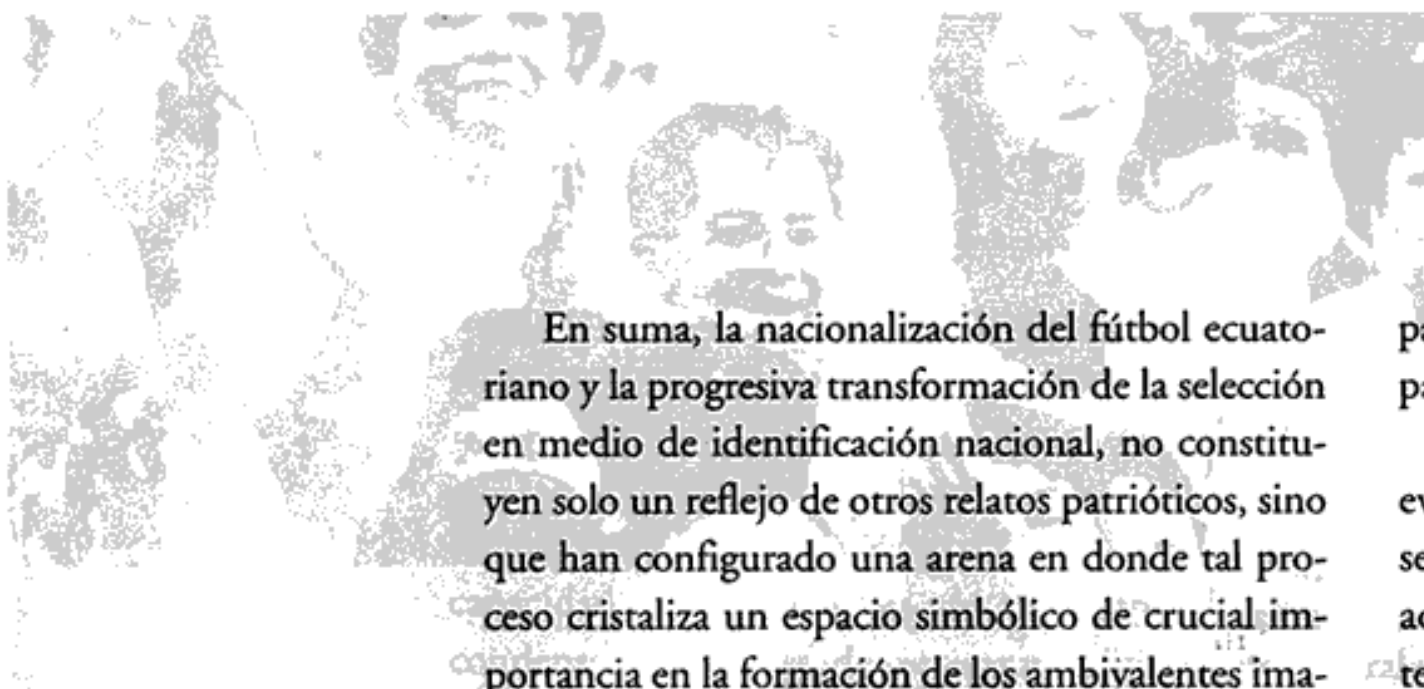 En suma, la nacionalización del fútbol ecuato-
riano y la progresiva transformación de la selección
en medio de identificación nacional, no constitu-
yen solo un reflejo de otros relatos patrióticos, sino
que han configurado una arena en donde tal pro-
ceso cristaliza un espacio simbólico de crucial im-
portancia en la formación de los ambivalentes ima-